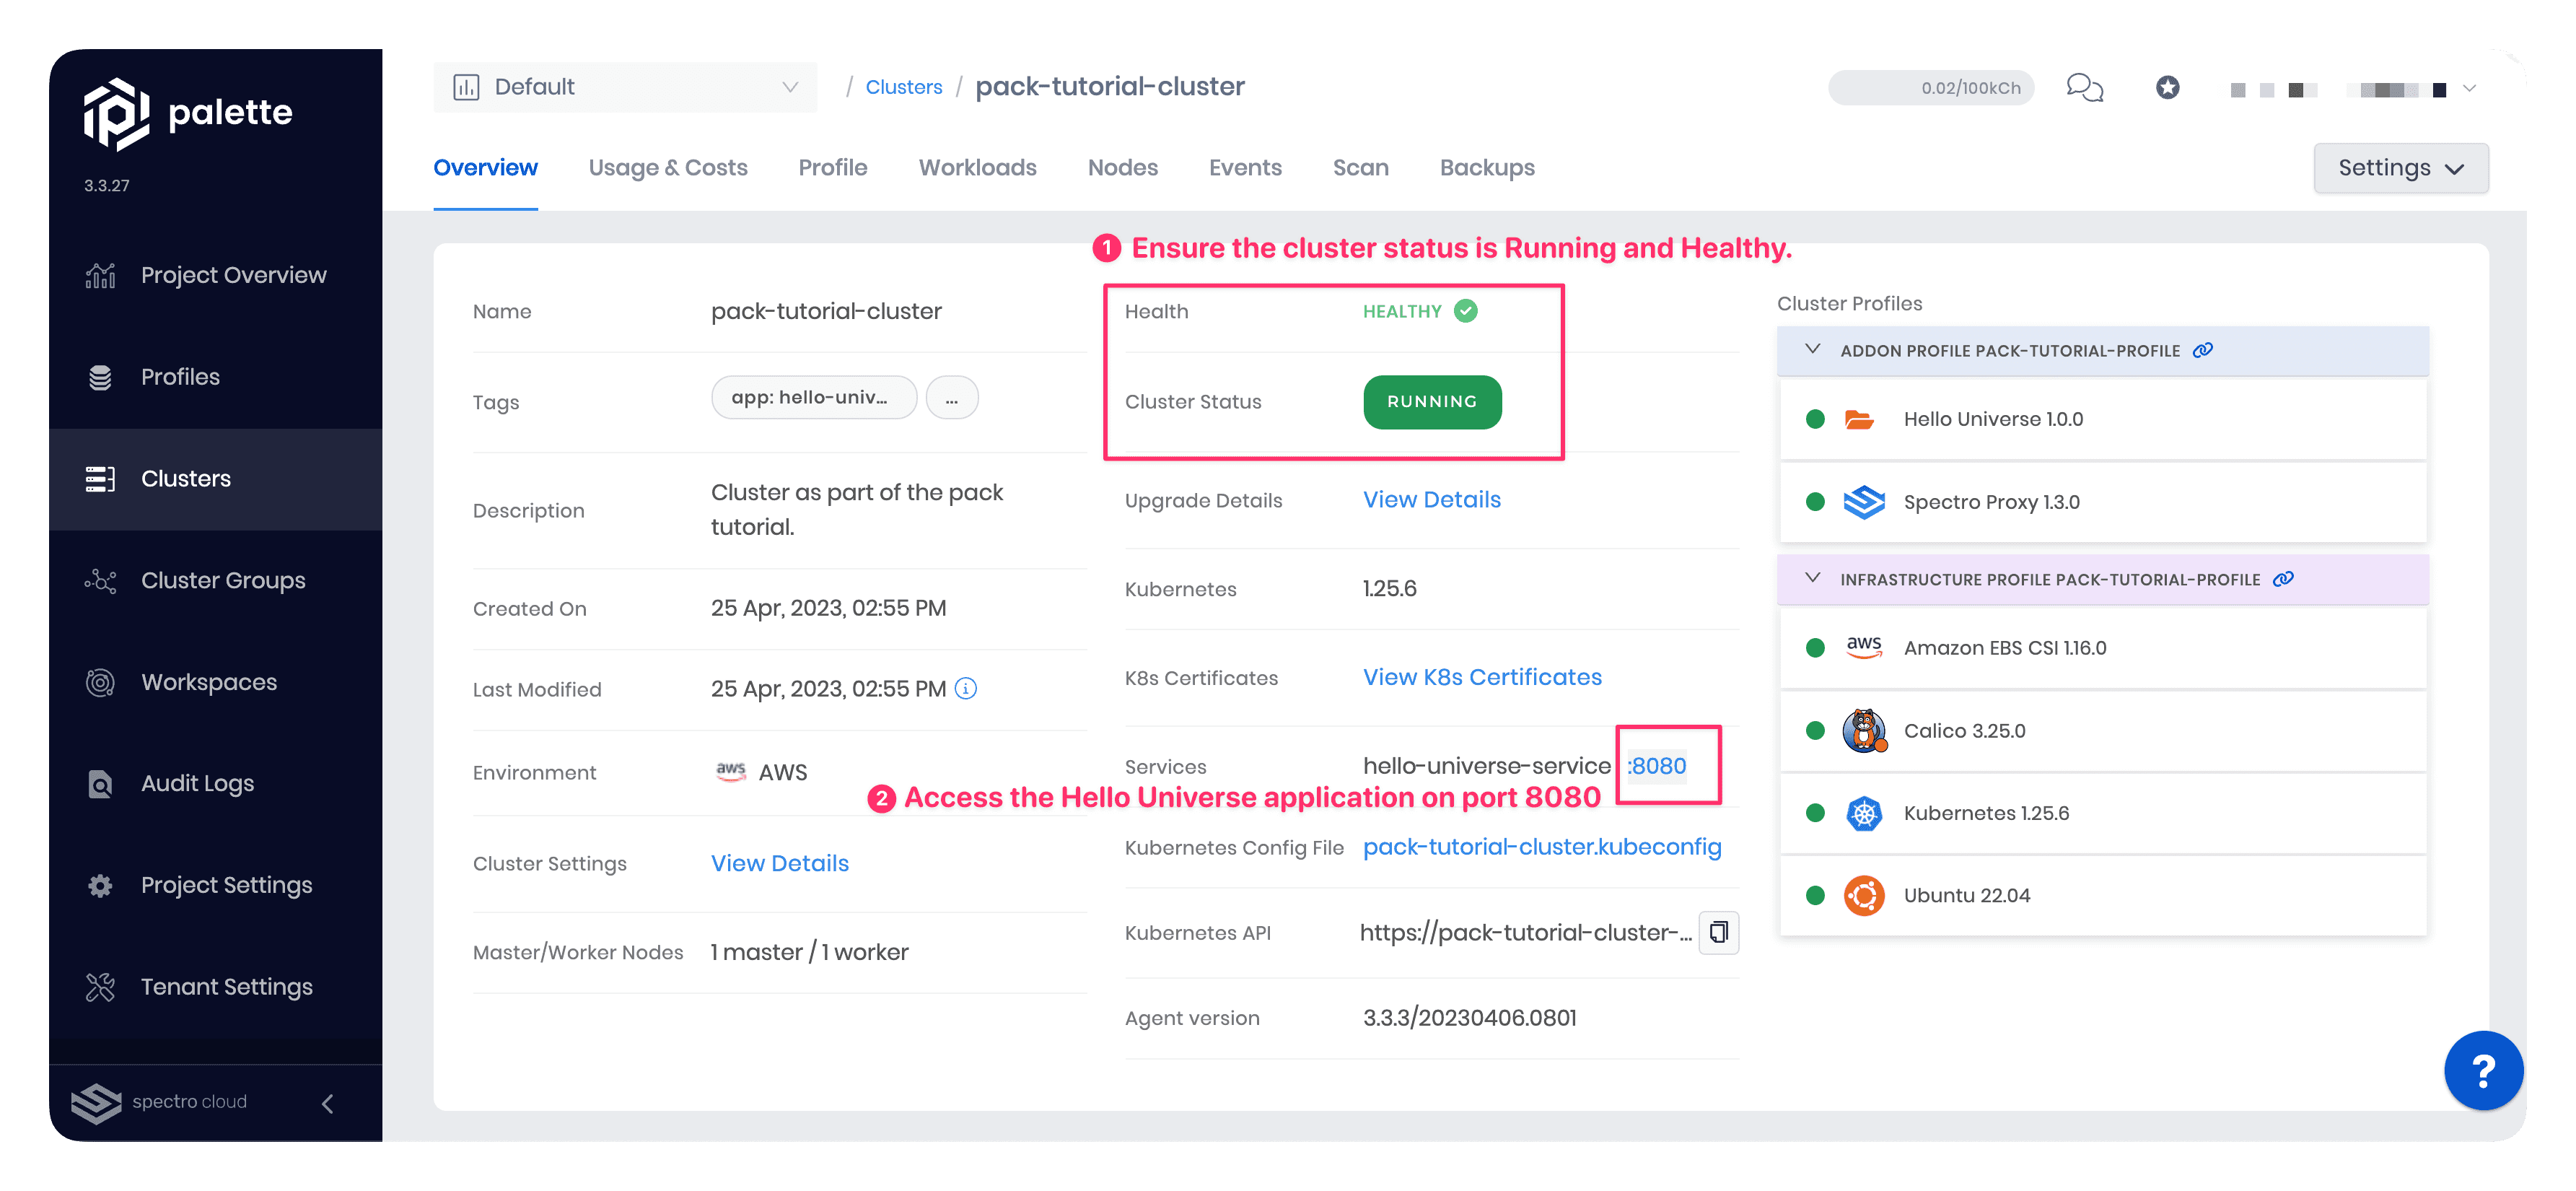 palette
3.3.27
Project Overview
Profiles
Clusters
Cluster Groups
Workspaces
Audit Logs
Project Settings
Tenant Settings
spectro cloud
Default
/ Clusters / pack-tutorial-cluster
0.02/100kCh
Overview
Usage & Costs
Profile
Workloads
Nodes
Events
Scan
Backups
Settings
1 Ensure the cluster status is Running and Healthy.
Name pack-tutorial-cluster
Tags app: hello-univ... ...
Description Cluster as part of the pack
tutorial.
Created On 25 Apr, 2023, 02:55 PM
Last Modified 25 Apr, 2023, 02:55 PM
Environment aws AWS
Cluster Settings View Details
Master/Worker Nodes 1 master / 1 worker
Health HEALTHY
Cluster Status RUNNING
Upgrade Details View Details
Kubernetes 1.25.6
K8s Certificates View K8s Certificates
Services hello-universe-service :8080
2 Access the Hello Universe application on port 8080
Kubernetes Config File pack-tutorial-cluster.kubeconfig
Kubernetes API https://pack-tutorial-cluster-...
Agent version 3.3.3/20230406.0801
Cluster Profiles
ADDON PROFILE PACK-TUTORIAL-PROFILE
Hello Universe 1.0.0
Spectro Proxy 1.3.0
INFRASTRUCTURE PROFILE PACK-TUTORIAL-PROFILE
aws Amazon EBS CSI 1.16.0
Calico 3.25.0
Kubernetes 1.25.6
Ubuntu 22.04
?